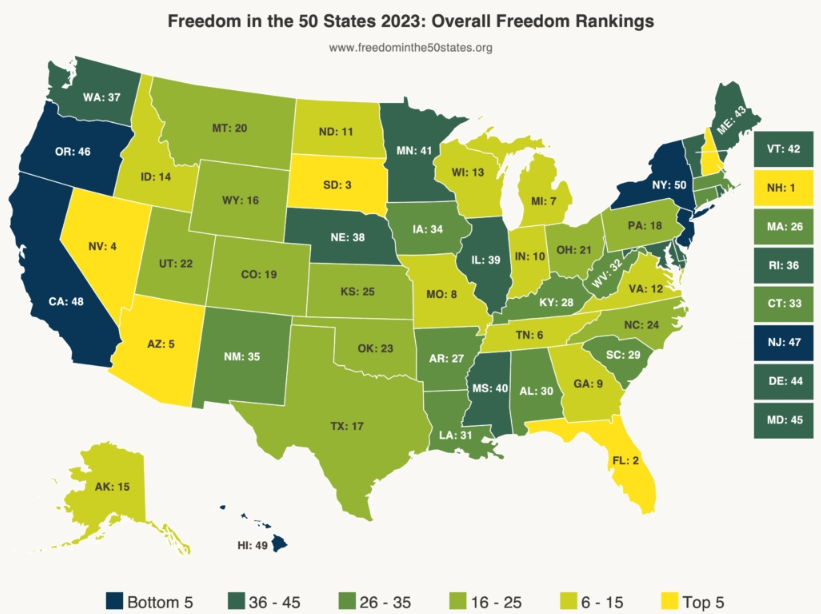 Freedom in the 50 States 2023: Overall Freedom Rankings
www.freedominthe50states.org
WA: 37
OR: 46
CA: 48
NV: 4
ID: 14
MT: 20
WY: 16
UT: 22
AZ: 5
CO: 19
NM: 35
ND: 11
SD: 3
NE: 38
KS: 25
OK: 23
TX: 17
MN: 41
IA: 34
MO: 8
AR: 27
LA: 31
WI: 13
IL: 39
MS: 40
MI: 7
IN: 10
OH: 21
KY: 28
TN: 6
AL: 30
GA: 9
FL: 2
SC: 29
NC: 24
VA: 12
WV: 32
PA: 18
NY: 50
ME: 43
VT: 42
NH: 1
MA: 26
RI: 36
CT: 33
NJ: 47
DE: 44
MD: 45
AK: 15
HI: 49
Bottom 5
36 - 45
26 - 35
16 - 25
6 - 15
Top 5